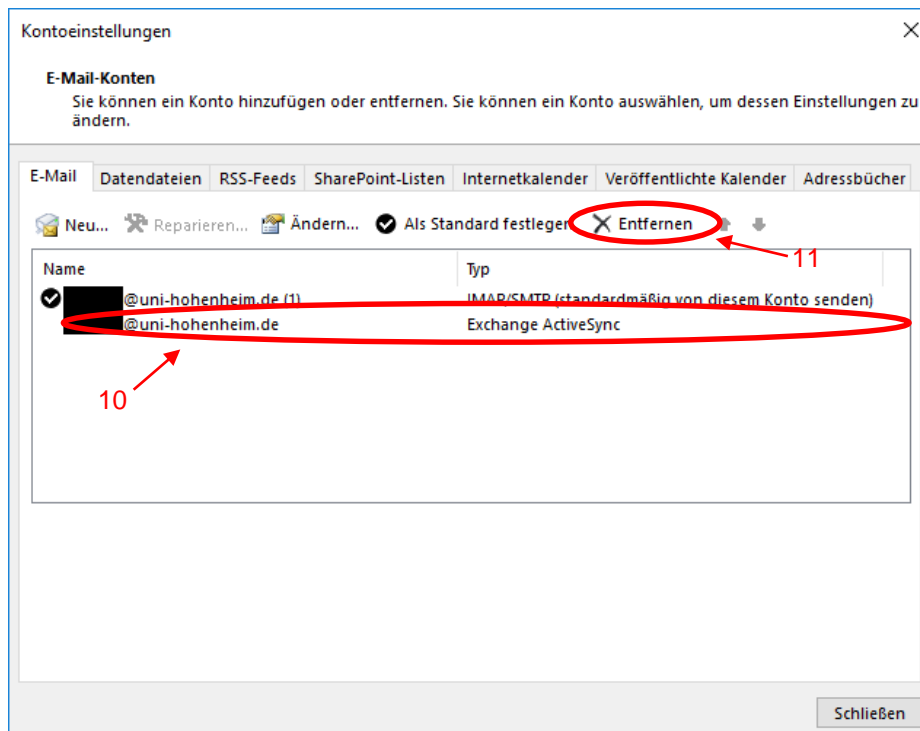 Kontoeinstellungen
E-Mail-Konten
Sie können ein Konto hinzufügen oder entfernen. Sie können ein Konto auswählen, um dessen Einstellungen zu
ändern.
E-Mail Datendateien RSS-Feeds SharePoint-Listen Internetkalender Veröffentlichte Kalender Adressbücher
Neu... Reparieren... Ändern... Als Standard festlegen Entfernen
11
Name Typ
@uni-hohenheim.de (1) IMAP/SMTP (standardmäßig von diesem Konto senden)
@uni-hohenheim.de Exchange ActiveSync
10
Schließen